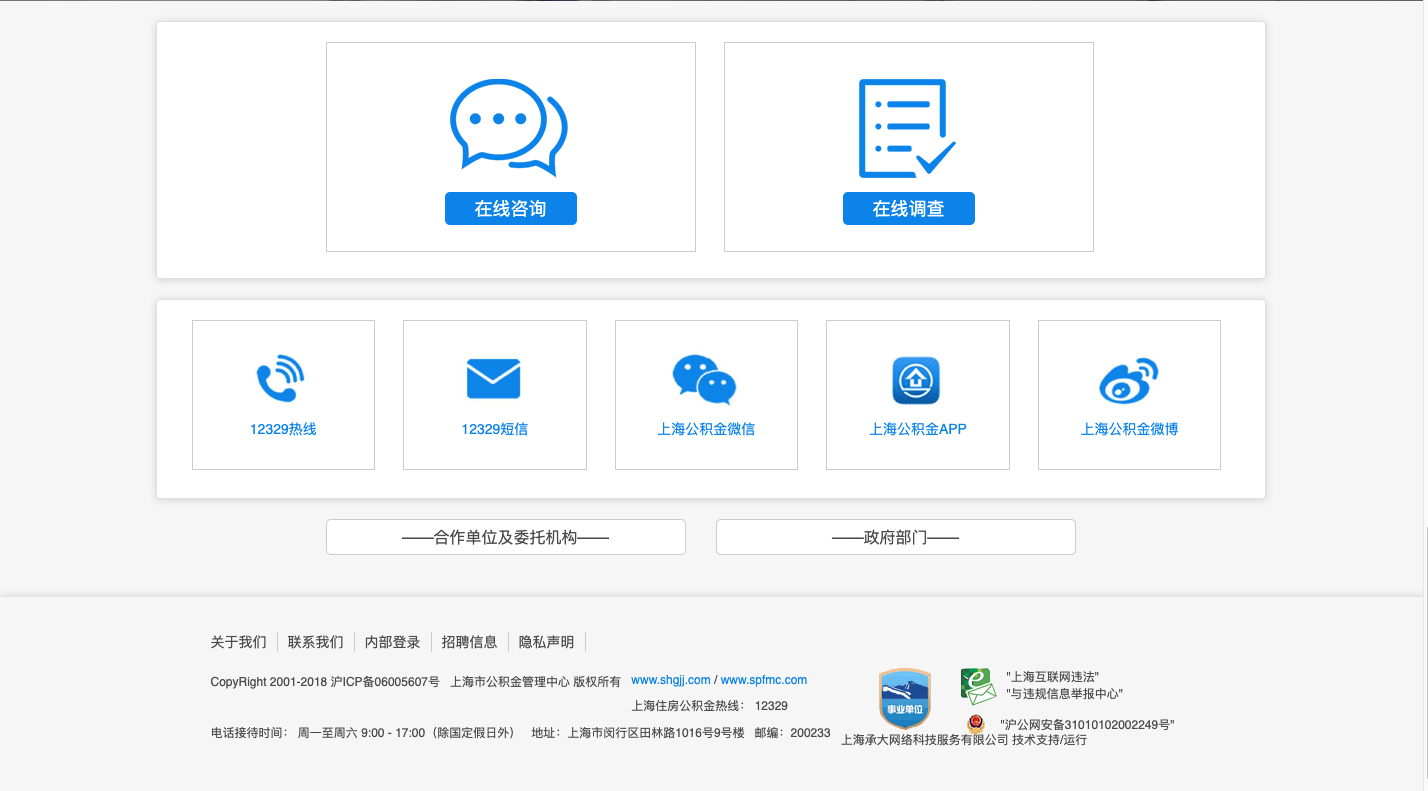 在线咨询
在线调查
12329热线
12329短信
上海公积金微信
上海公积金APP
上海公积金微博
——合作单位及委托机构——
——政府部门——
关于我们
联系我们
内部登录
招聘信息
隐私声明
CopyRight 2001-2018 沪ICP备06005607号 上海市公积金管理中心 版权所有 www.shgjj.com / www.spfmc.com
上海住房公积金热线： 12329
电话接待时间： 周一至周六 9:00 - 17:00（除国定假日外） 地址：上海市闵行区田林路1016号9号楼 邮编：200233
事业单位
"上海互联网违法"
"与违规信息举报中心"
"沪公网安备31010102002249号"
上海承大网络科技服务有限公司 技术支持/运行